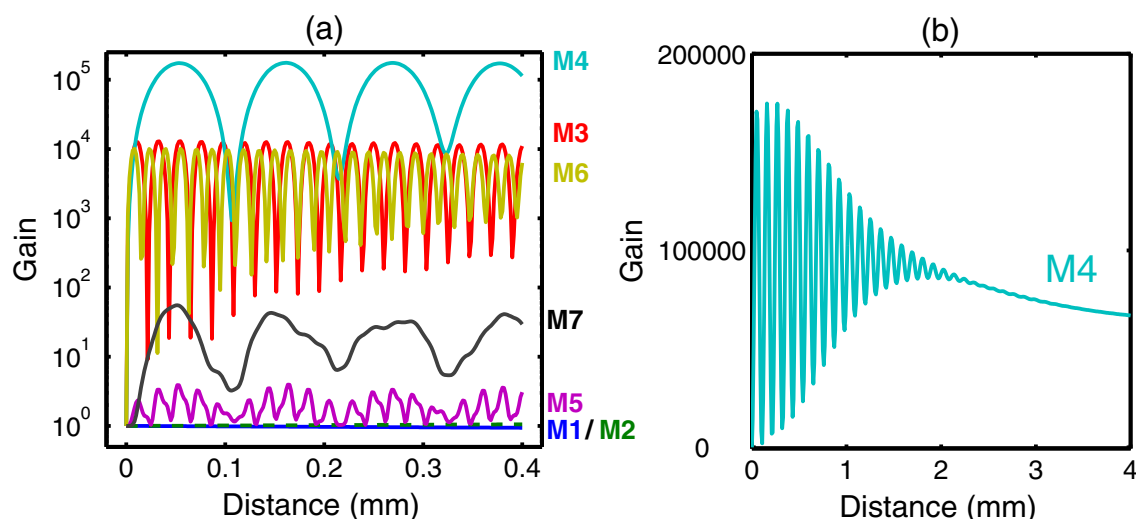 (a)
(b)
Gain
10^5
10^4
10^3
10^2
10^1
10^0
0
0.1
0.2
0.3
0.4
Distance (mm)
M4
M3
M6
M7
M5
M1 / M2
Gain
200000
100000
0
0
1
2
3
4
Distance (mm)
M4